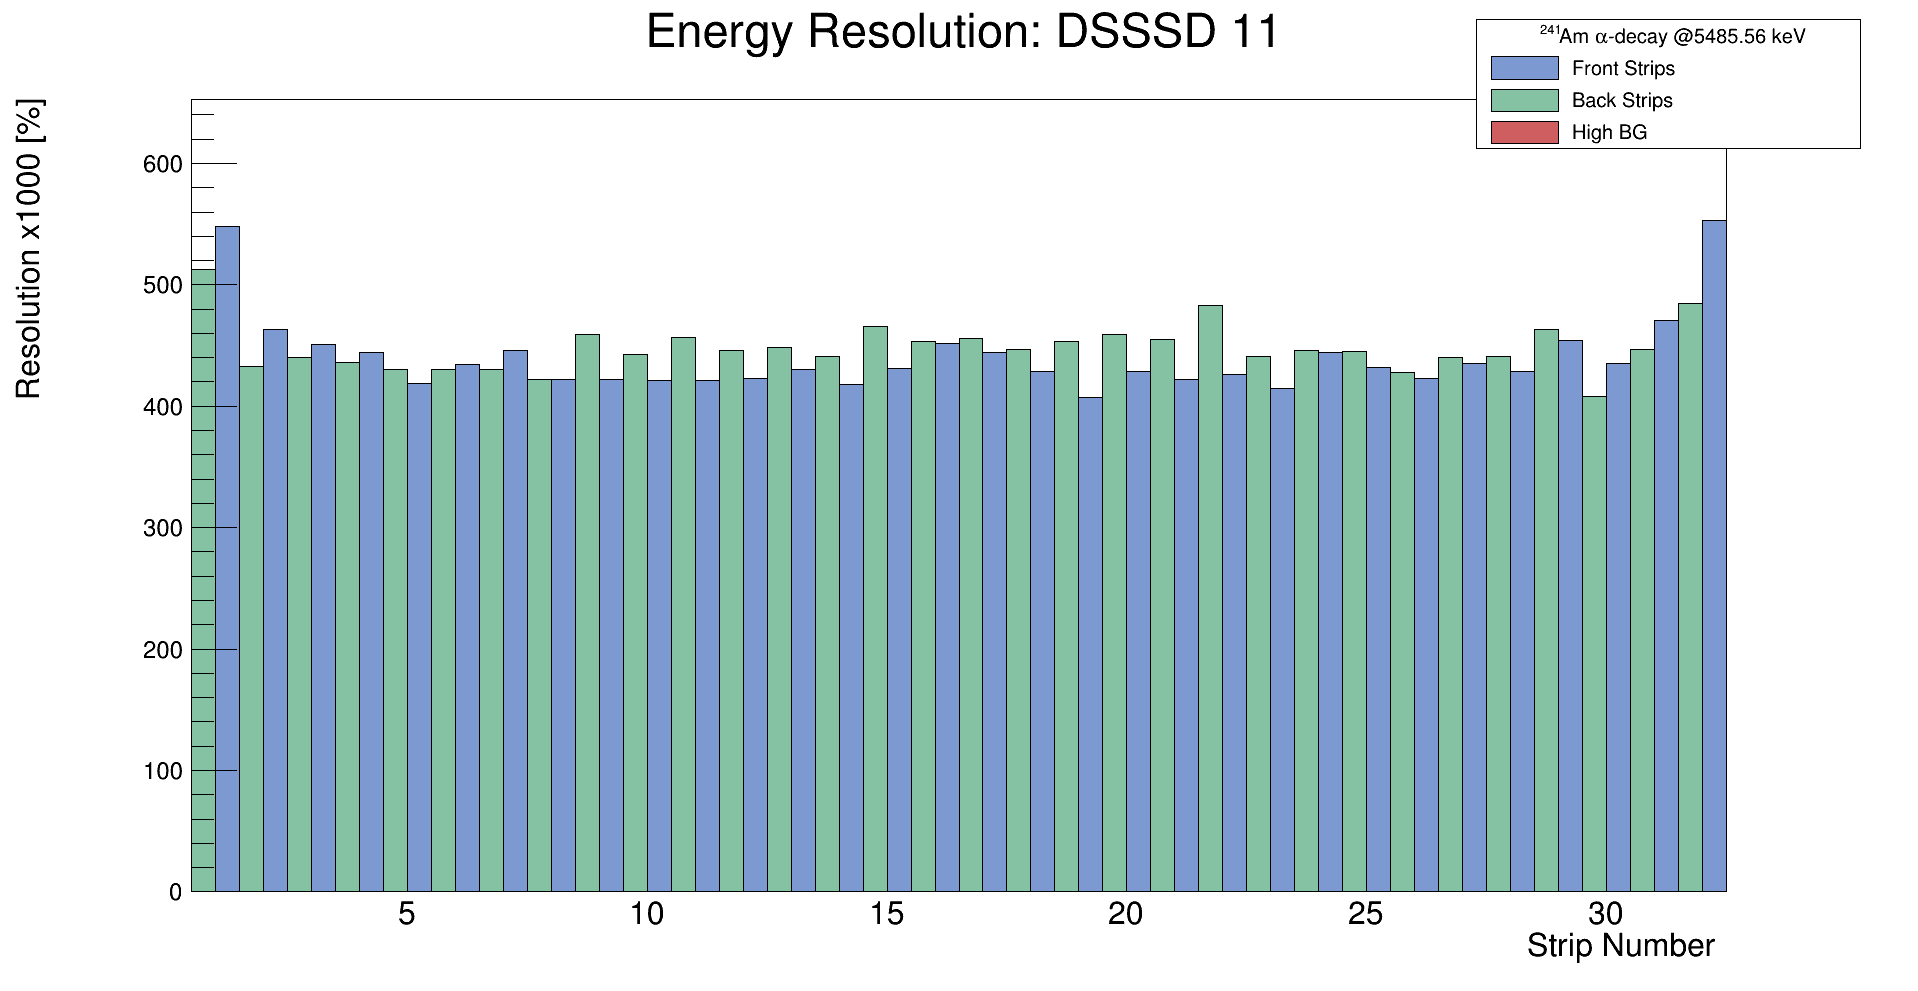 Energy Resolution: DSSSD 11
²⁴¹Am α-decay @5485.56 keV
Front Strips
Back Strips
High BG
Resolution x1000 [%]
600
500
400
300
200
100
0
5 10 15 20 25 30
Strip Number